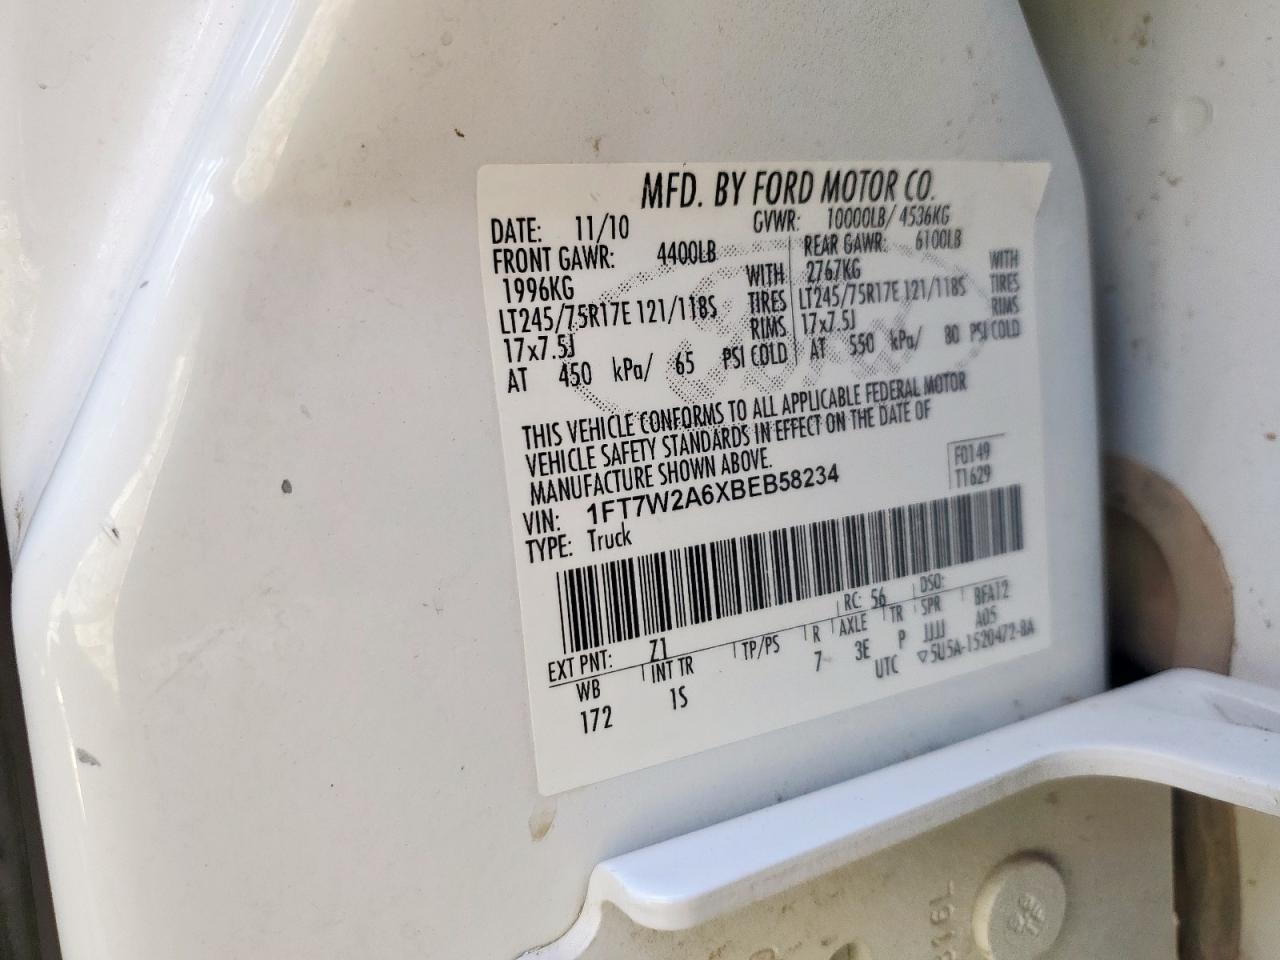 MFD. BY FORD MOTOR CO.
DATE: 11/10 GVWR: 10000LB/ 4536KG
FRONT GAWR: 4400LB REAR GAWR: 6100LB
1996KG WITH 2767KG WITH
LT245/75R17E 121/118S TIRES LT245/75R17E 121/118S TIRES
17x7.5J RIMS 17x7.5J RIMS
AT 450 kPa/ 65 PSI COLD AT 550 kPa/ 80 PSI COLD
THIS VEHICLE CONFORMS TO ALL APPLICABLE FEDERAL MOTOR
VEHICLE SAFETY STANDARDS IN EFFECT ON THE DATE OF
MANUFACTURE SHOWN ABOVE.
F0149
VIN: 1FT7W2A6XBEB58234 T1629
TYPE: Truck
EXT PNT: Z1 RC: 56 DSO:
WB INT TR TP/PS R AXLE TR SPR BFA12
172 1S 7 3E P JJJJ A05
UTC ▽5U5A-1520472-BA